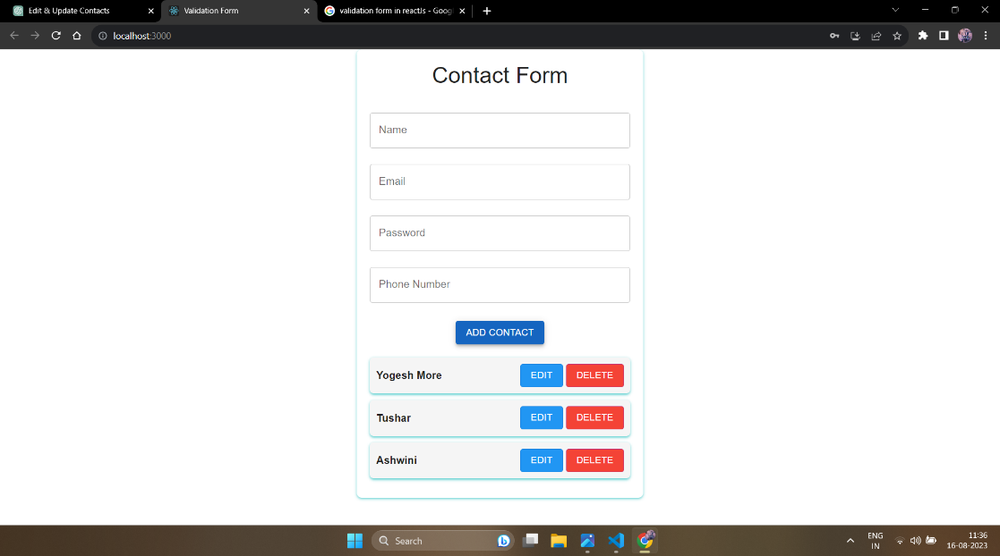 Edit & Update Contacts
Validation Form
validation form in reactJs - Goog
localhost:3000
Contact Form
Name
Email
Password
Phone Number
ADD CONTACT
Yogesh More EDIT DELETE
Tushar EDIT DELETE
Ashwini EDIT DELETE
Search
ENG
IN
11:36
16-08-2023